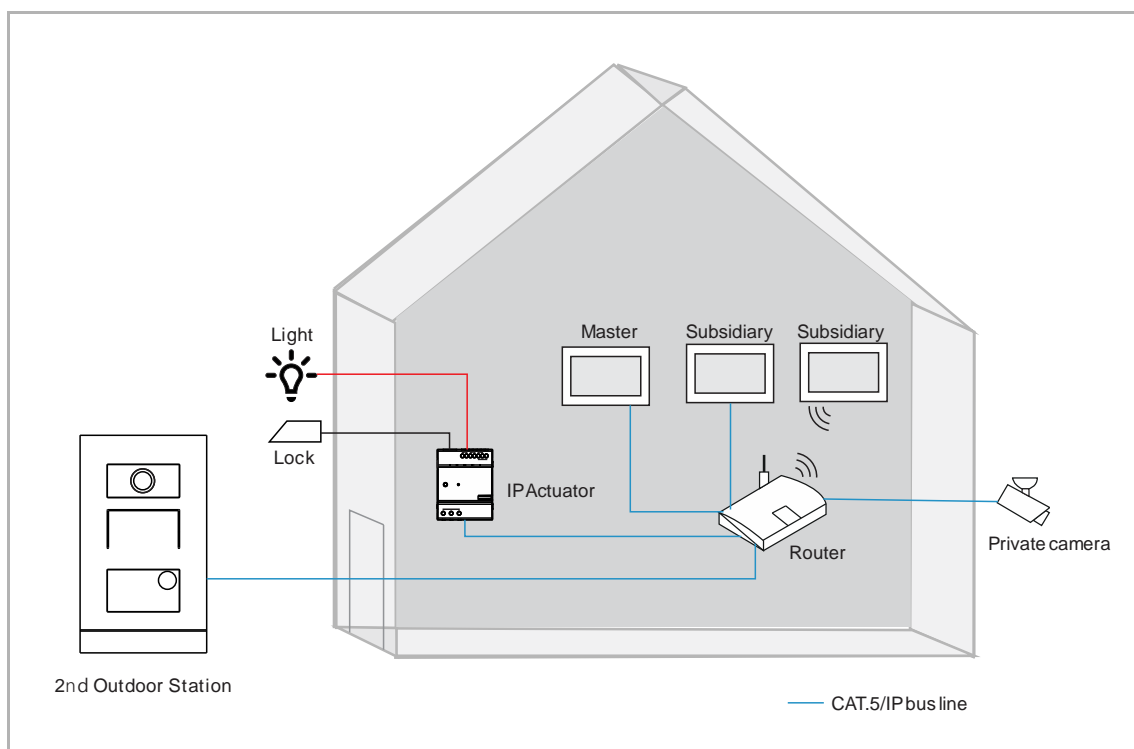 Light
Master
Subsidiary
Subsidiary
Lock
IP Actuator
Router
Private camera
2nd Outdoor Station
CAT.5/IP bus line